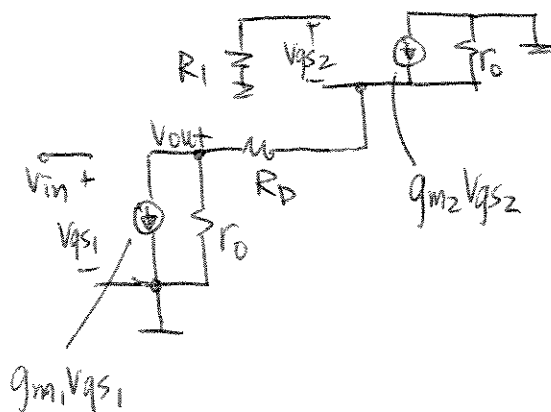 R1
+
Vgs2
-
ro
Vout
RD
gm2Vgs2
Vin +
Vgs1
-
ro
gm1Vgs1